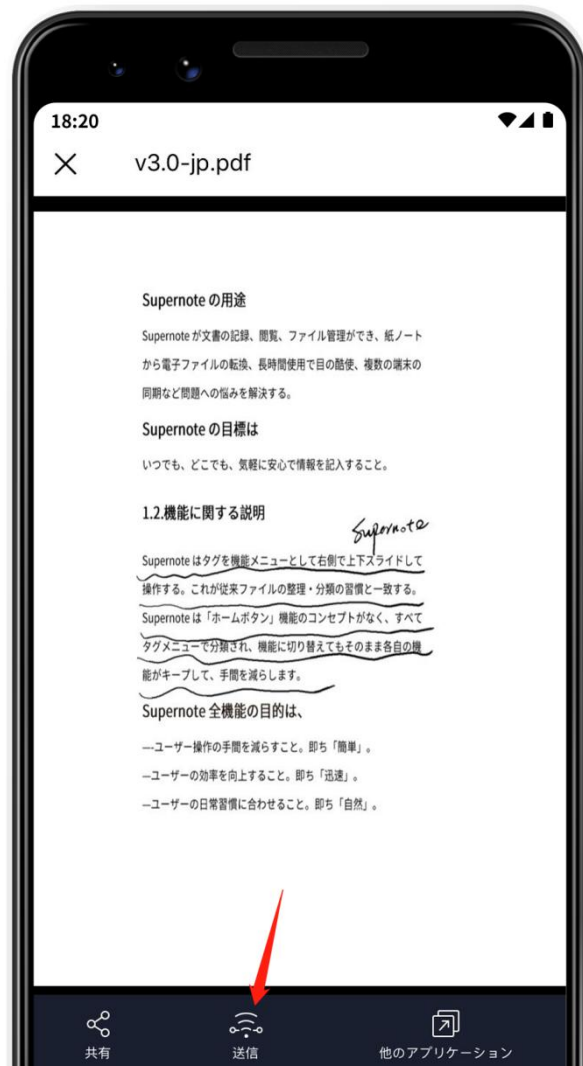 18:20
v3.0-jp.pdf
Supernote の用途
Supernote が文書の記録、閲覧、ファイル管理ができ、紙ノート
から電子ファイルの転換、長時間使用で目の酷使、複数の端末の
同期など問題への悩みを解決する。
Supernote の目標は
いつでも、どこでも、気軽に安心で情報を記入すること。
1.2.機能に関する説明
Supernote
Supernote はタグを機能メニューとして右側で上下スライドして
操作する。これが従来ファイルの整理・分類の習慣と一致する。
Supernote は「ホームボタン」機能のコンセプトがなく、すべて
タグメニューで分類され、機能に切り替えてもそのまま各自の機
能がキープして、手間を減らします。
Supernote 全機能の目的は、
---ユーザー操作の手間を減らすこと。即ち「簡単」。
--ユーザーの効率を向上すること。即ち「迅速」。
--ユーザーの日常習慣に合わせること。即ち「自然」。
共有
送信
他のアプリケーション